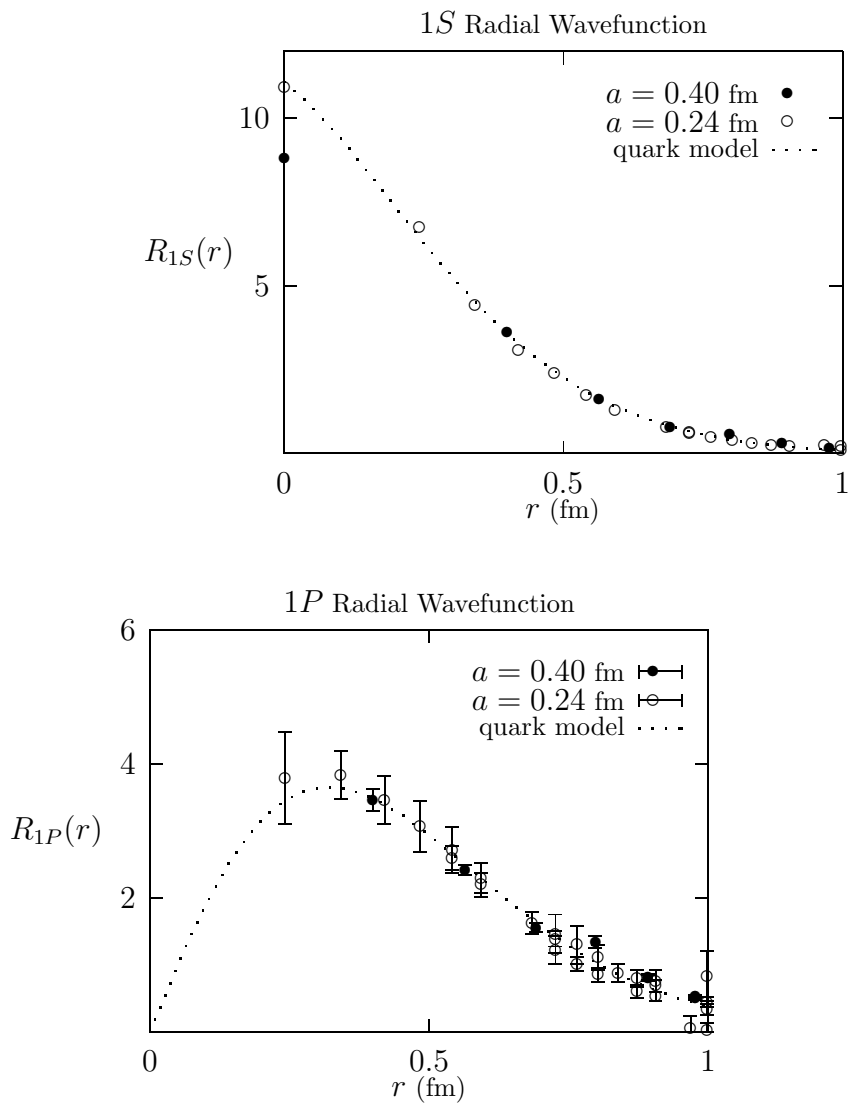 1S Radial Wavefunction
a = 0.40 fm
10
a = 0.24 fm
quark model
R1S(r)
5
0
0.5
1
r (fm)
1P Radial Wavefunction
6
a = 0.40 fm
a = 0.24 fm
quark model
4
R1P(r)
2
0
0.5
1
r (fm)